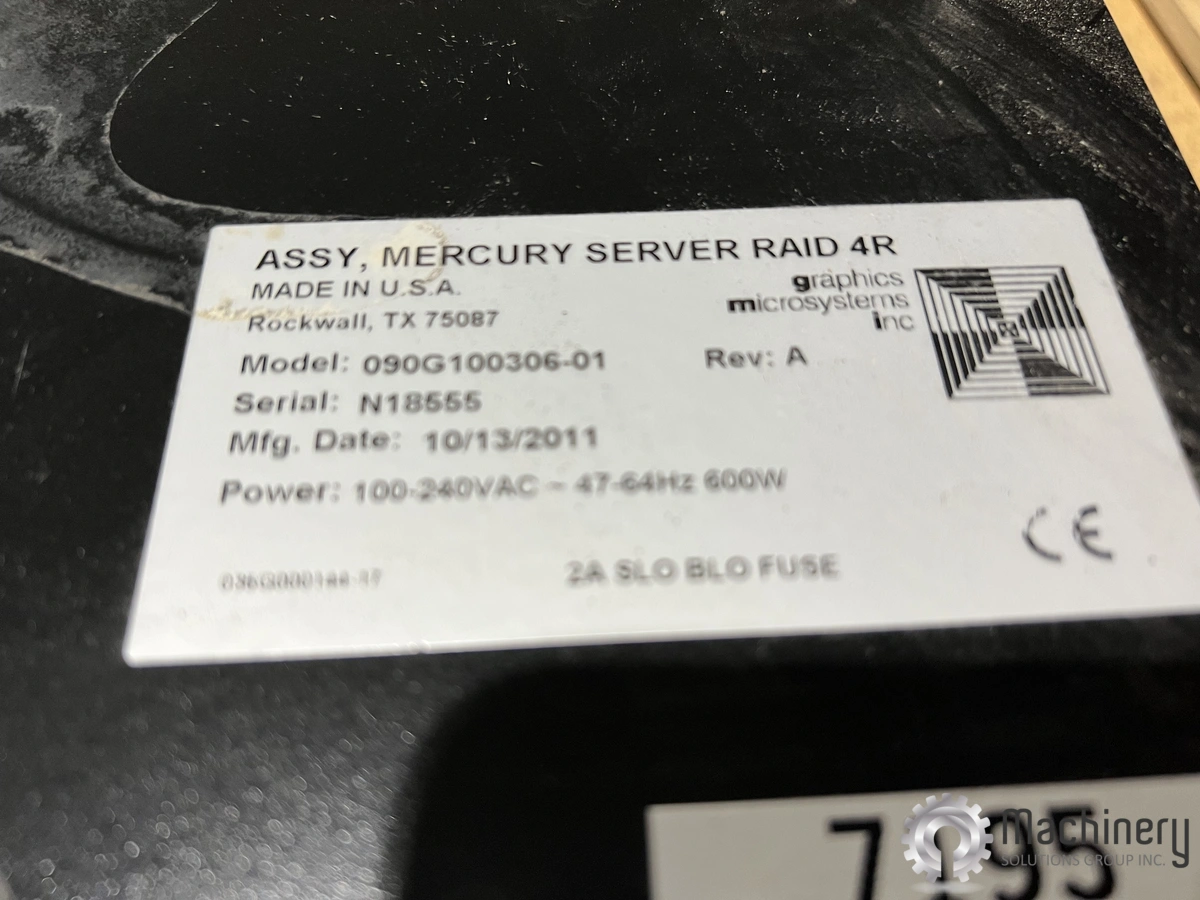 ASSY, MERCURY SERVER RAID 4R
MADE IN U.S.A.
Rockwall, TX 75087
graphics
microsystems
inc
Model: 090G100306-01 Rev: A
Serial: N18555
Mfg. Date: 10/13/2011
Power: 100-240VAC ~ 47-64Hz 600W
CE
2A SLO BLO FUSE
Machinery
SOLUTIONS GROUP INC.